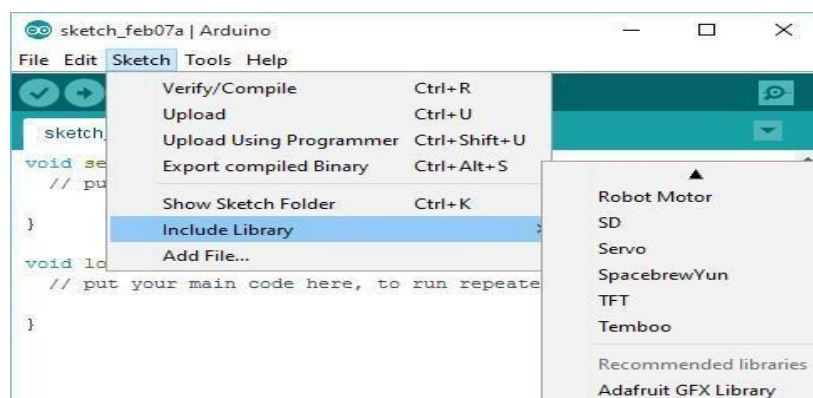 sketch_feb07a | Arduino
File Edit Sketch Tools Help
Verify/Compile Ctrl+R
Upload Ctrl+U
Upload Using Programmer Ctrl+Shift+U
Export compiled Binary Ctrl+Alt+S
Show Sketch Folder Ctrl+K
Include Library
Add File...
sketch_
void se
// pu
}
void lo
// put your main code here, to run repeate
}
Robot Motor
SD
Servo
SpacebrewYun
TFT
Temboo
Recommended libraries
Adafruit GFX Library